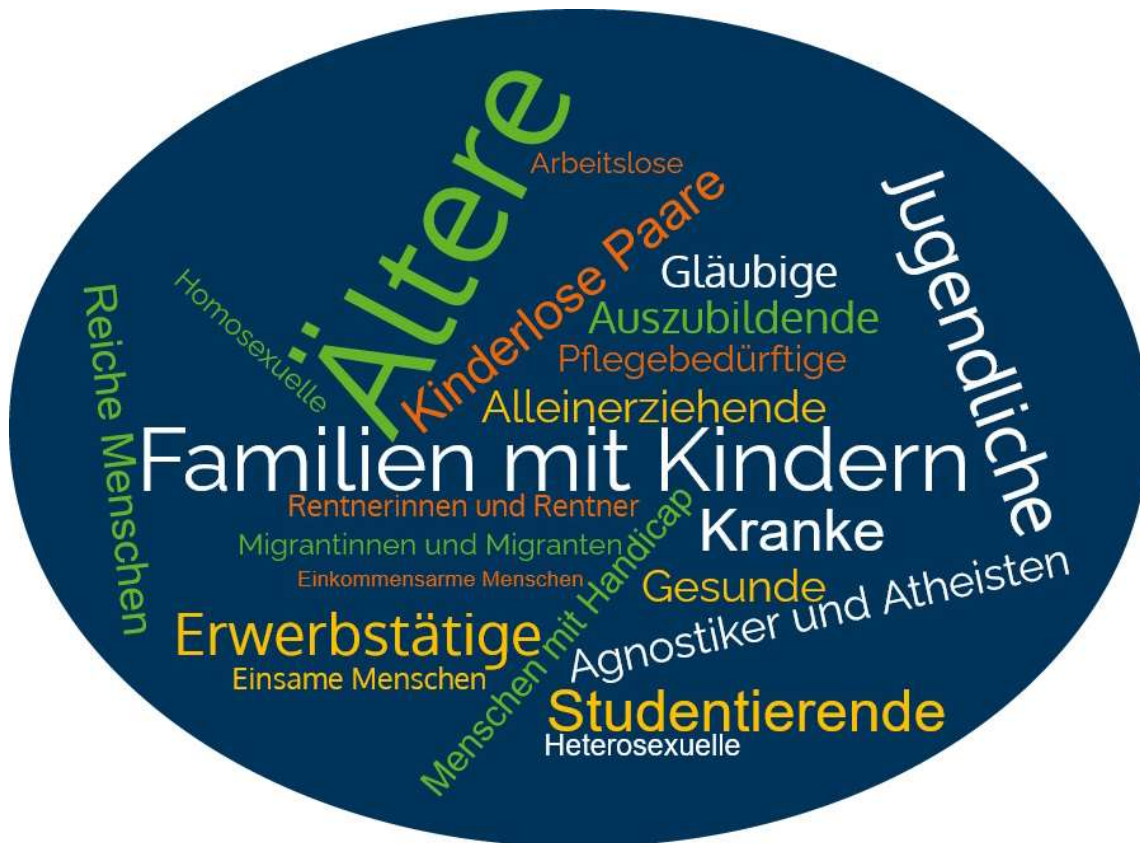 Ältere
Arbeitslose
Kinderlose Paare
Jugendliche
Gläubige
Homosexuelle
Reiche Menschen
Auszubildende
Pflegebedürftige
Alleinerziehende
Familien mit Kindern
Rentnerinnen und Rentner
Kranke
Migrantinnen und Migranten
Menschen mit Handicap
Einkommensarme Menschen
Gesunde
Agnostiker und Atheisten
Erwerbstätige
Einsame Menschen
Studentierende
Heterosexuelle